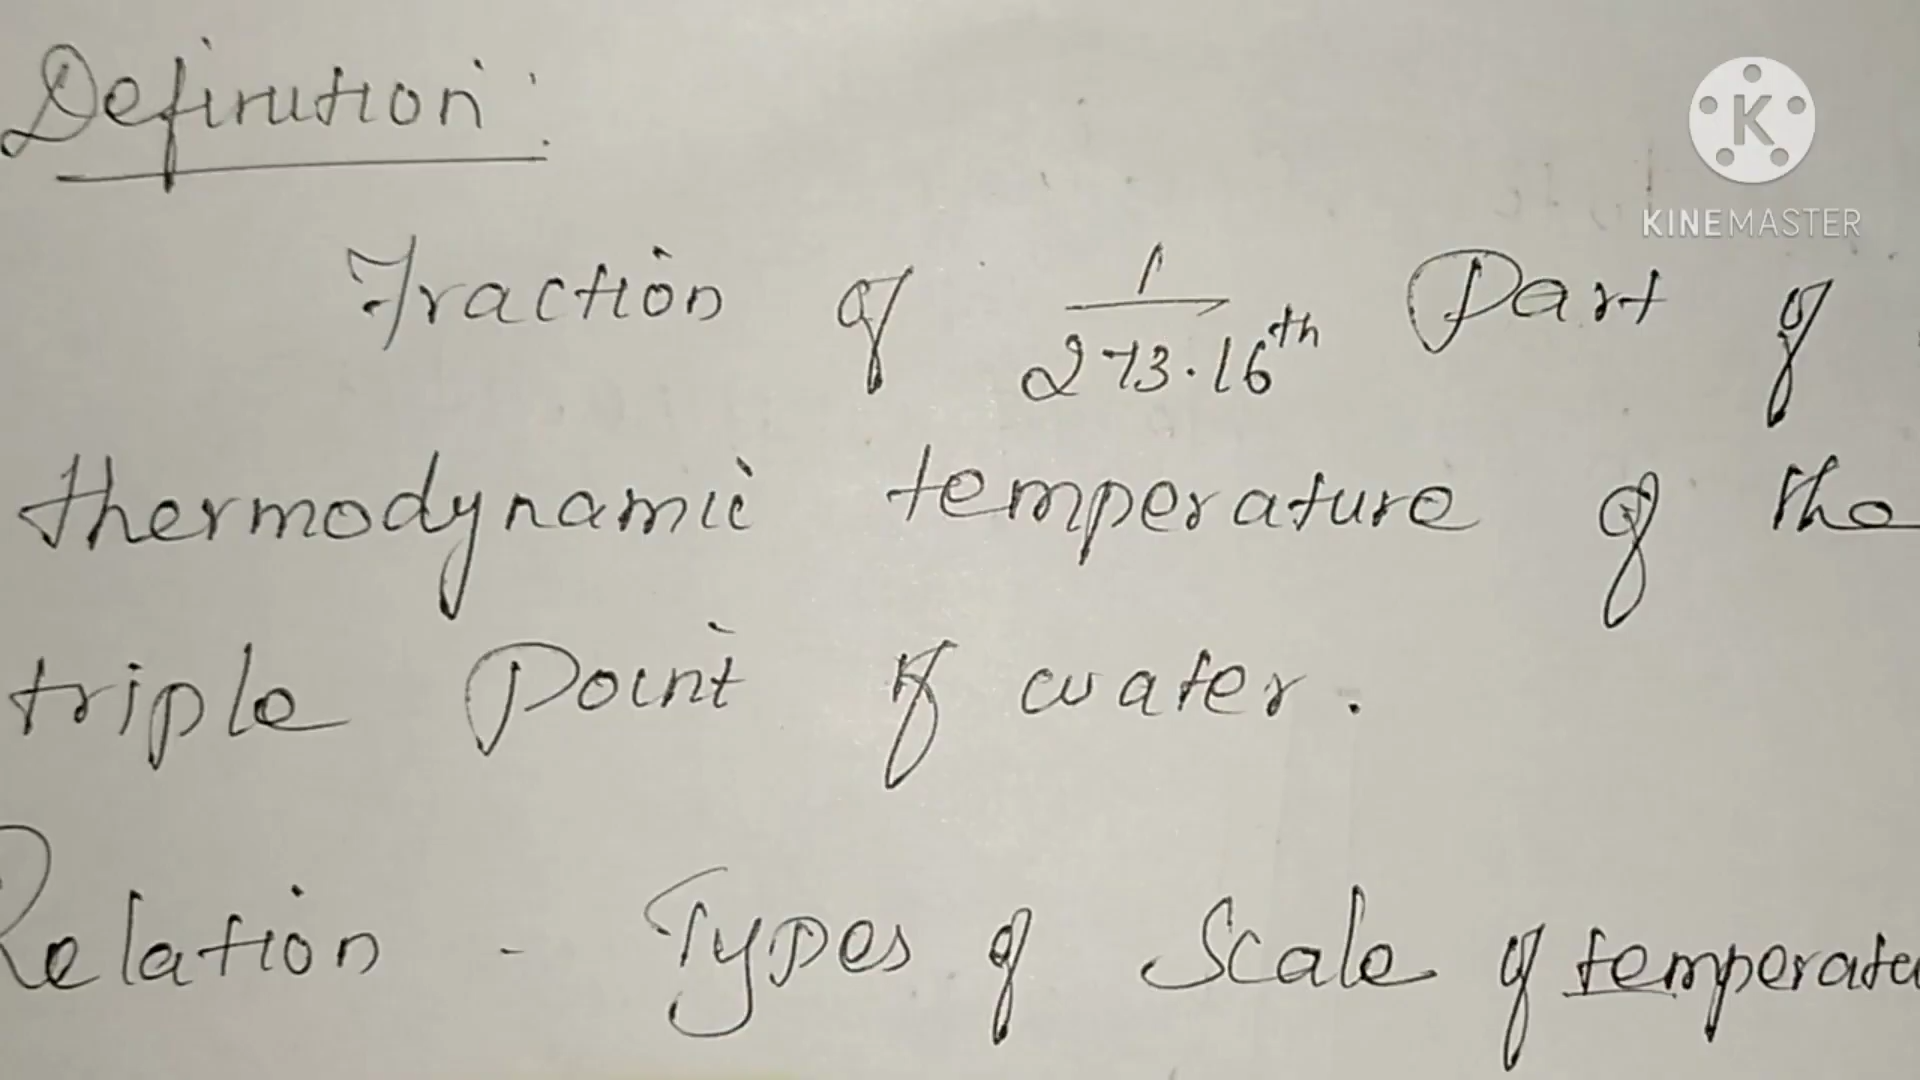 Definition:
K
KINEMASTER
Fraction of 1/273.16th Part of
thermodynamic temperature of the
triple Point of water.
Relation - Types of Scale of temperatu